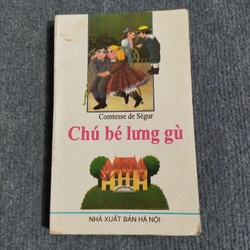 Comtesse de Ségur
Chú bé lưng gù
NHÀ XUẤT BẢN HÀ NỘI